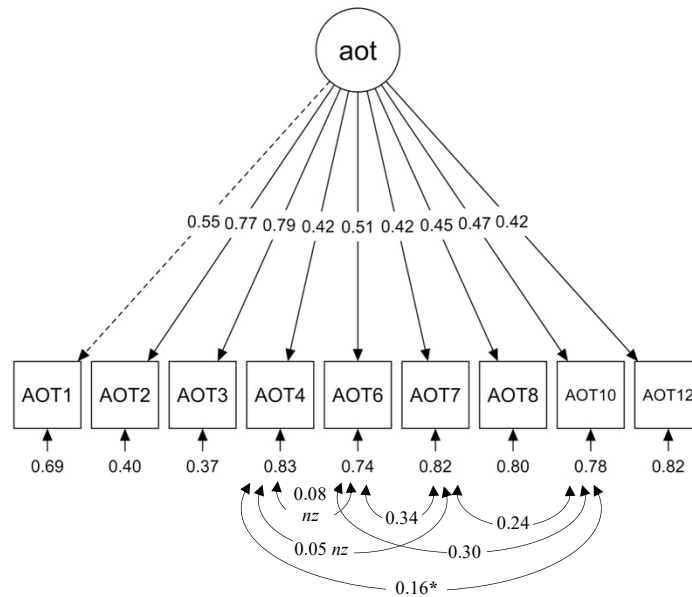 aot
0.55 0.77 0.79 0.42 0.51 0.42 0.45 0.47 0.42
AOT1 AOT2 AOT3 AOT4 AOT6 AOT7 AOT8 AOT10 AOT12
0.69 0.40 0.37 0.83 0.74 0.82 0.80 0.78 0.82
0.08
nz
0.34 0.24
0.05 nz 0.30
0.16*